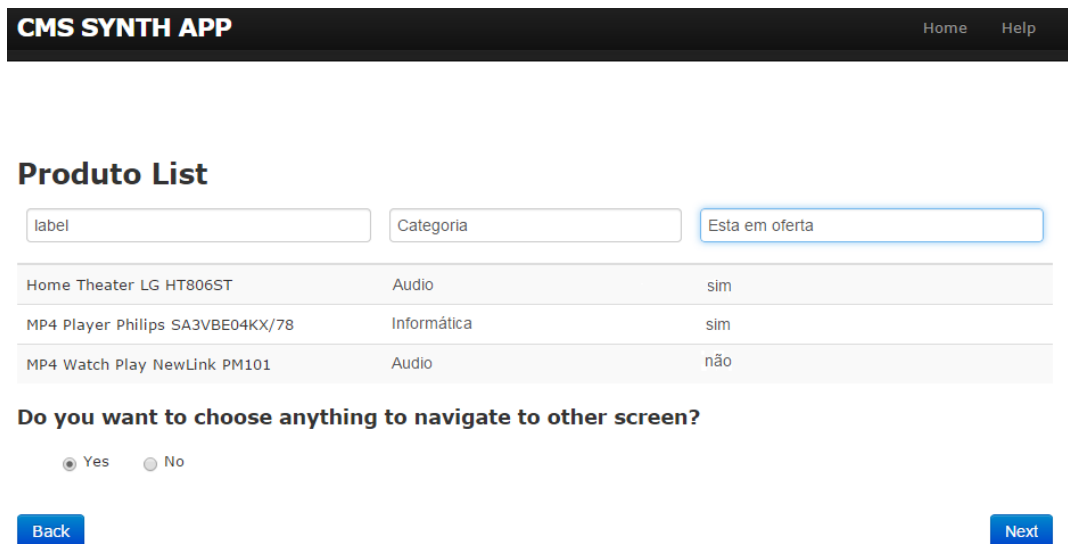 CMS SYNTH APP Home Help
Produto List
label Categoria Esta em oferta
Home Theater LG HT806ST Audio sim
MP4 Player Philips SA3VBE04KX/78 Informática sim
MP4 Watch Play NewLink PM101 Audio não
Do you want to choose anything to navigate to other screen?
Yes No
Back Next